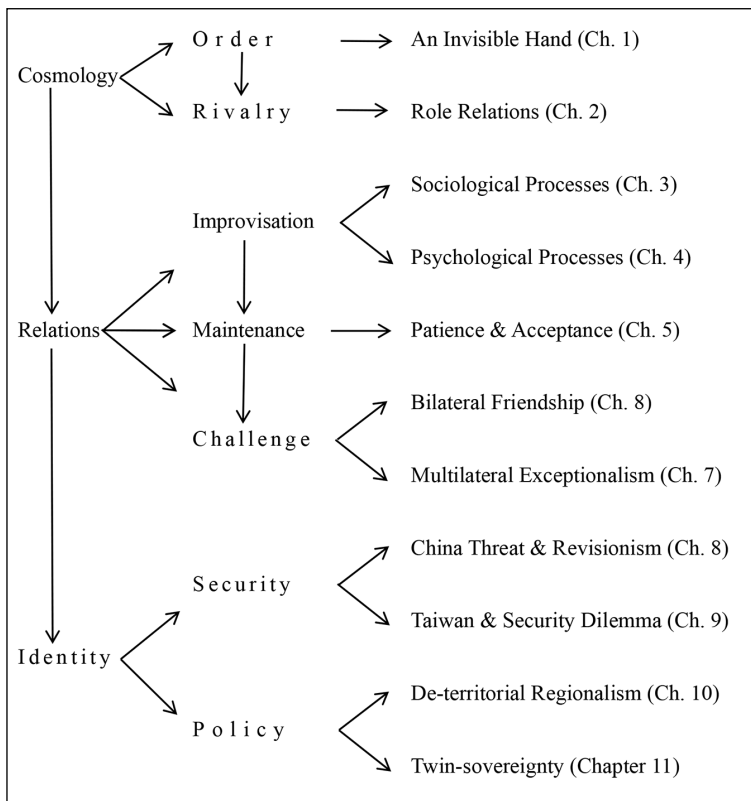 Order
An Invisible Hand (Ch. 1)
Cosmology
Rivalry
Role Relations (Ch. 2)
Sociological Processes (Ch. 3)
Improvisation
Psychological Processes (Ch. 4)
Relations
Maintenance
Patience & Acceptance (Ch. 5)
Bilateral Friendship (Ch. 8)
Challenge
Multilateral Exceptionalism (Ch. 7)
China Threat & Revisionism (Ch. 8)
Security
Taiwan & Security Dilemma (Ch. 9)
Identity
De-territorial Regionalism (Ch. 10)
Policy
Twin-sovereignty (Chapter 11)